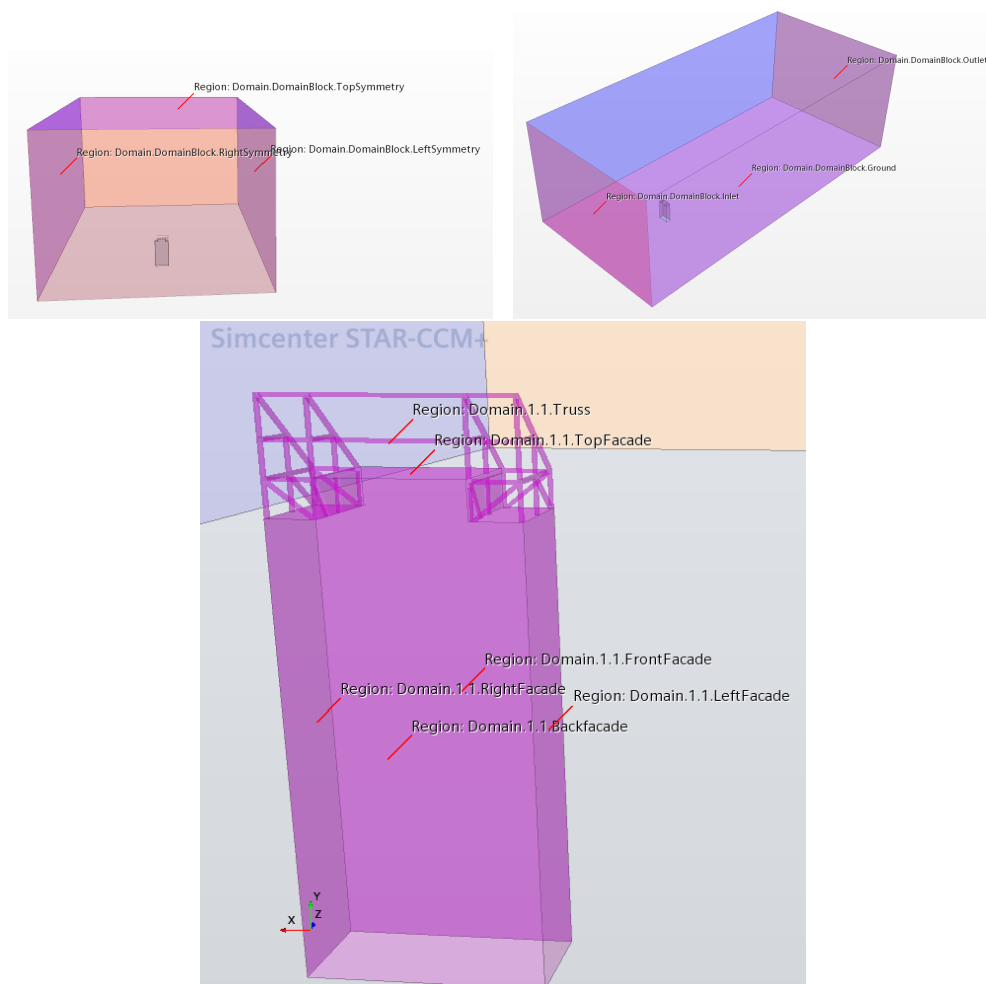 Region: Domain.DomainBlock.TopSymmetry
Region: Domain.DomainBlock.RightSymmetry
Region: Domain.DomainBlock.LeftSymmetry
Region: Domain.DomainBlock.Outlet
Region: Domain.DomainBlock.Ground
Region: Domain.DomainBlock.Inlet
Simcenter STAR-CCM+
Region: Domain.1.1.Truss
Region: Domain.1.1.TopFacade
Region: Domain.1.1.FrontFacade
Region: Domain.1.1.RightFacade
Region: Domain.1.1.LeftFacade
Region: Domain.1.1.Backfacade
Y
X
Z